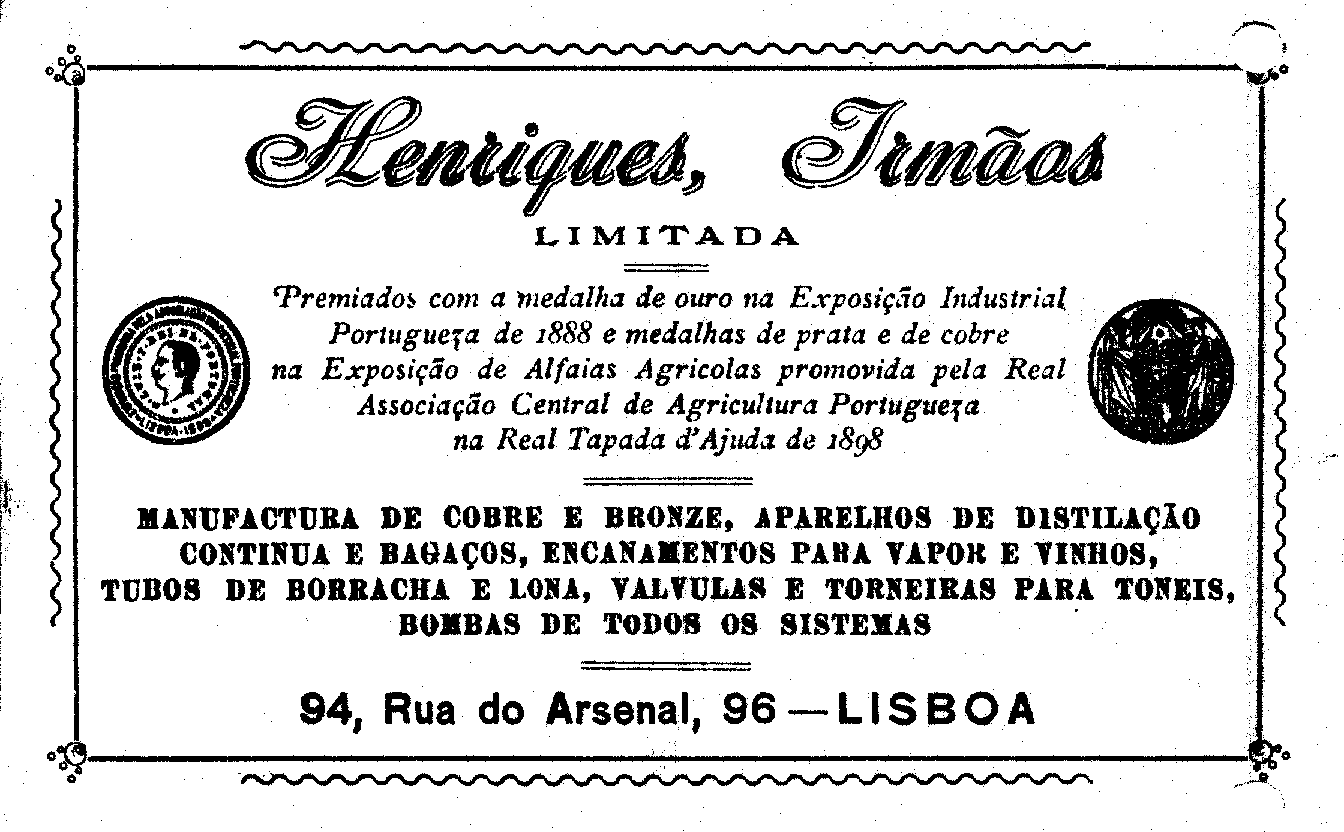 Henriques, Irmãos
LIMITADA
Premiados com a medalha de ouro na Exposição Industrial
Portugueza de 1888 e medalhas de prata e de cobre
na Exposição de Alfaias Agricolas promovida pela Real
Associação Central de Agricultura Portugueza
na Real Tapada d'Ajuda de 1898
MANUFACTURA DE COBRE E BRONZE, APARELHOS DE DISTILAÇÃO
CONTINUA E BAGAÇOS, ENCANAMENTOS PARA VAPOR E VINHOS,
TUBOS DE BORRACHA E LONA, VALVULAS E TORNEIRAS PARA TONEIS,
BOMBAS DE TODOS OS SISTEMAS
94, Rua do Arsenal, 96 — LISBOA